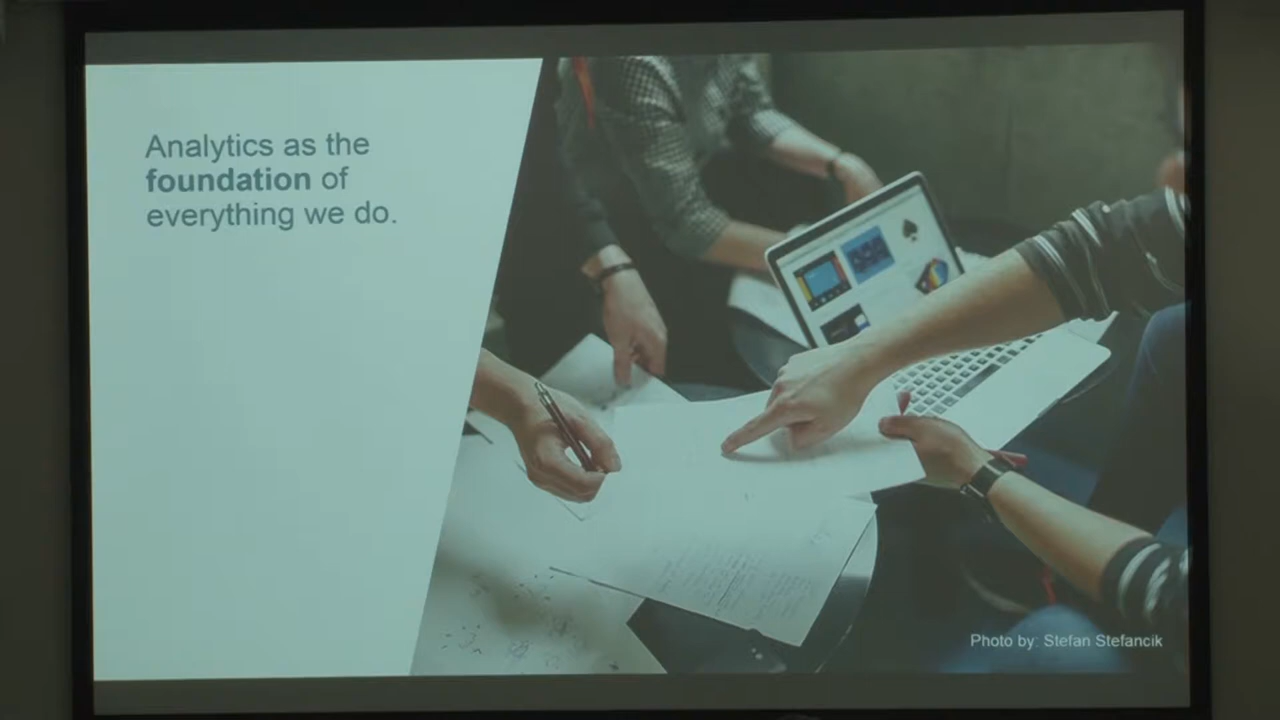 Analytics as the
foundation of
everything we do.
Photo by: Stefan Stefancik